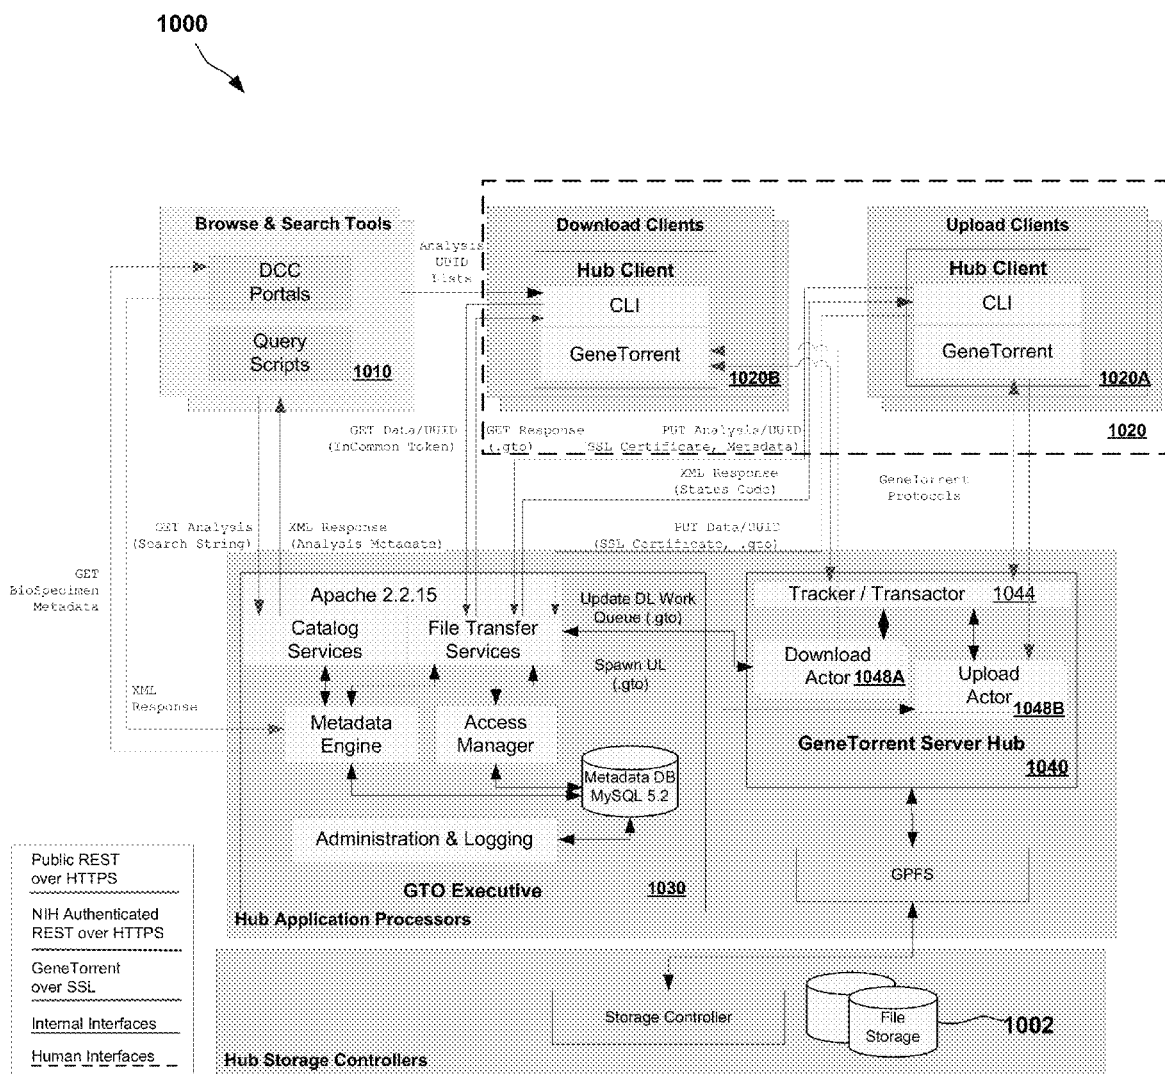 1000
Browse & Search Tools
DCC
Portals
Query
Scripts
1010
Analysis
UUID
Lists
Download Clients
Hub Client
CLI
GeneTorrent
1020B
Upload Clients
Hub Client
CLI
GeneTorrent
1020A
1020
GET Data/UUID
(InCommon Token)
GET Response
(.gto)
PUT Analysis/UUID
SSL Certificate, Metadata)
XML Response
(Status Code)
GeneTorrent
Protocols
GET Analysis
(Search String)
XML Response
(Analysis Metadata)
PUT Data/UUID
(SSL Certificate, .gto)
GET
BioSpecimen
Metadata
XML
Response
Apache 2.2.15
Catalog
Services
File Transfer
Services
Update DL Work
Queue (.gto)
Spawn UL
(.gto)
Tracker / Transactor
1044
Download
Actor
1048A
Upload
Actor
1048B
GeneTorrent Server Hub
1040
Metadata
Engine
Access
Manager
Metadata DB
MySQL 5.2
Administration & Logging
GTO Executive
1030
Hub Application Processors
GPFS
Storage Controller
File
Storage
1002
Hub Storage Controllers
Public REST
over HTTPS
NIH Authenticated
REST over HTTPS
GeneTorrent
over SSL
Internal Interfaces
Human Interfaces